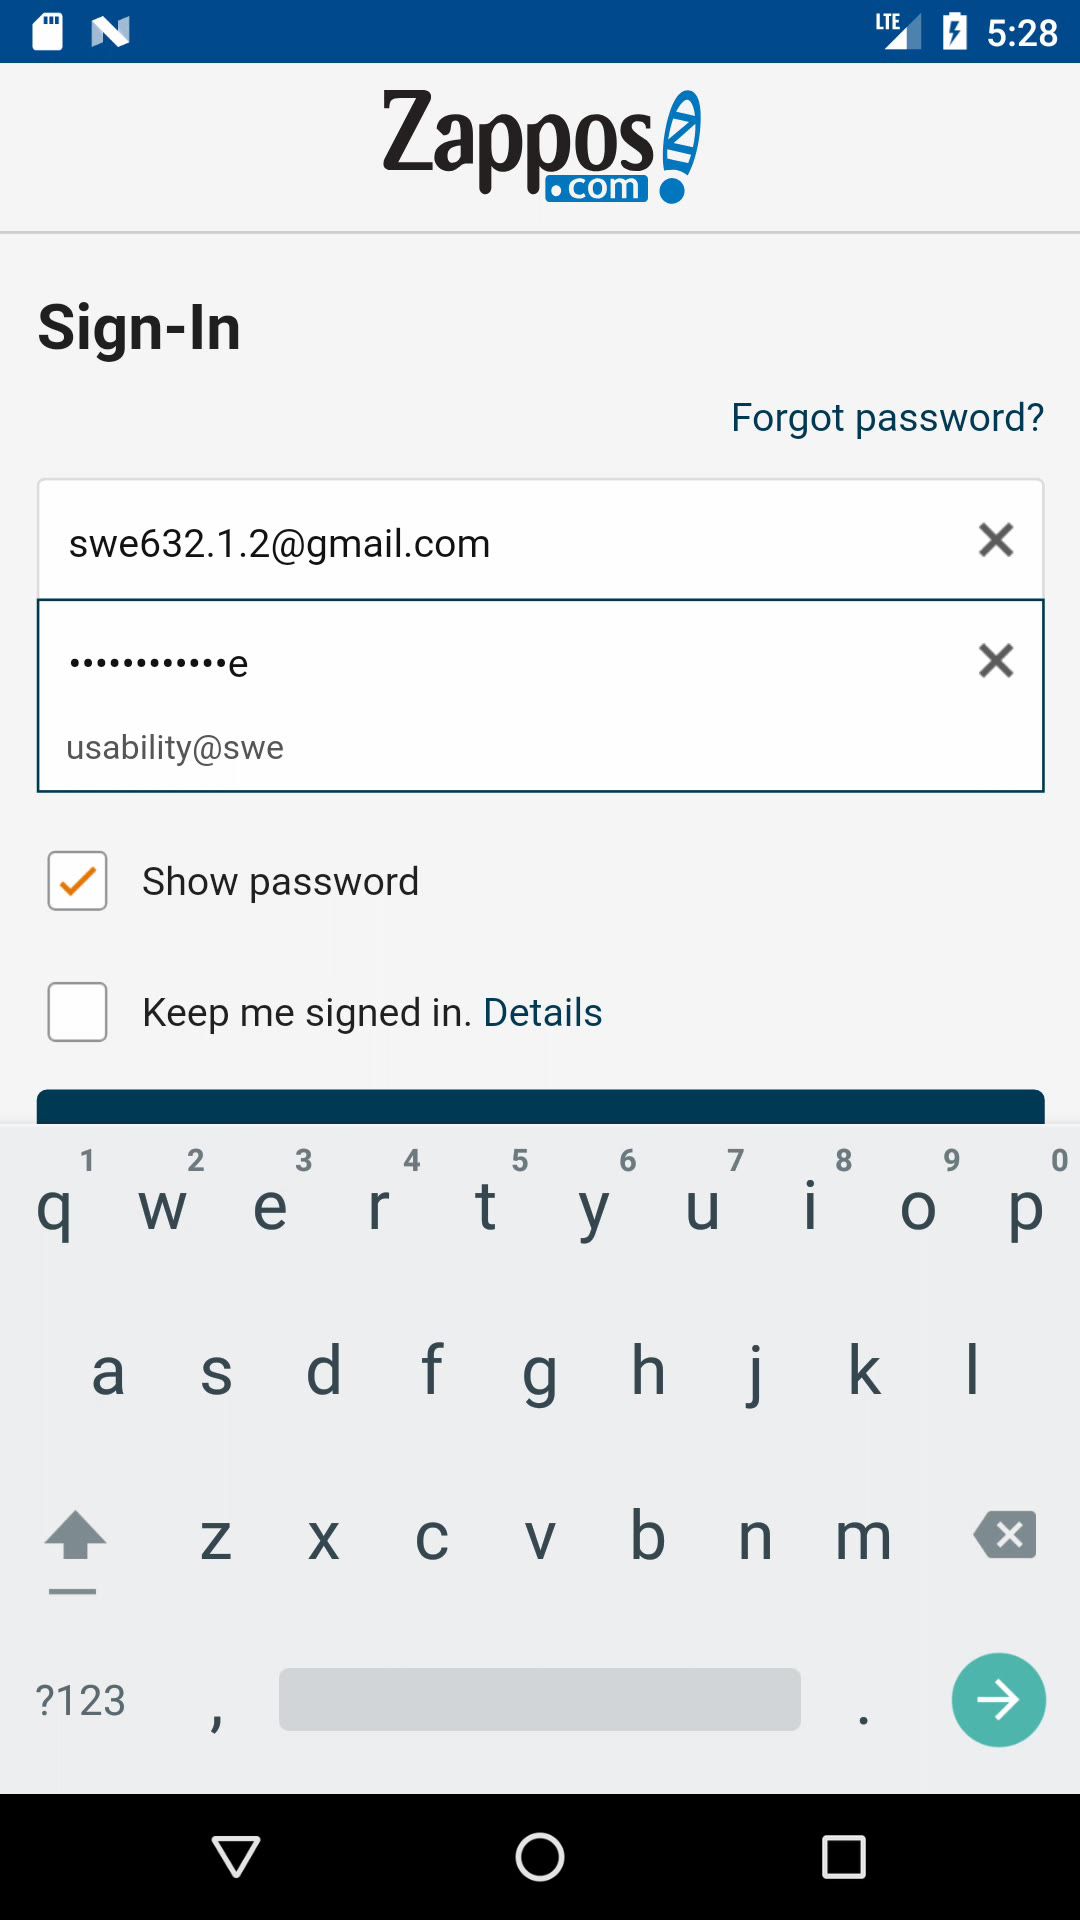 LTE 5:28
Zappos
.com
Sign-In
Forgot password?
swe632.1.2@gmail.com
••••••••••••e
usability@swe
Show password
Keep me signed in. Details
1 2 3 4 5 6 7 8 9 0
q w e r t y u i o p
a s d f g h j k l
z x c v b n m
?123 , .